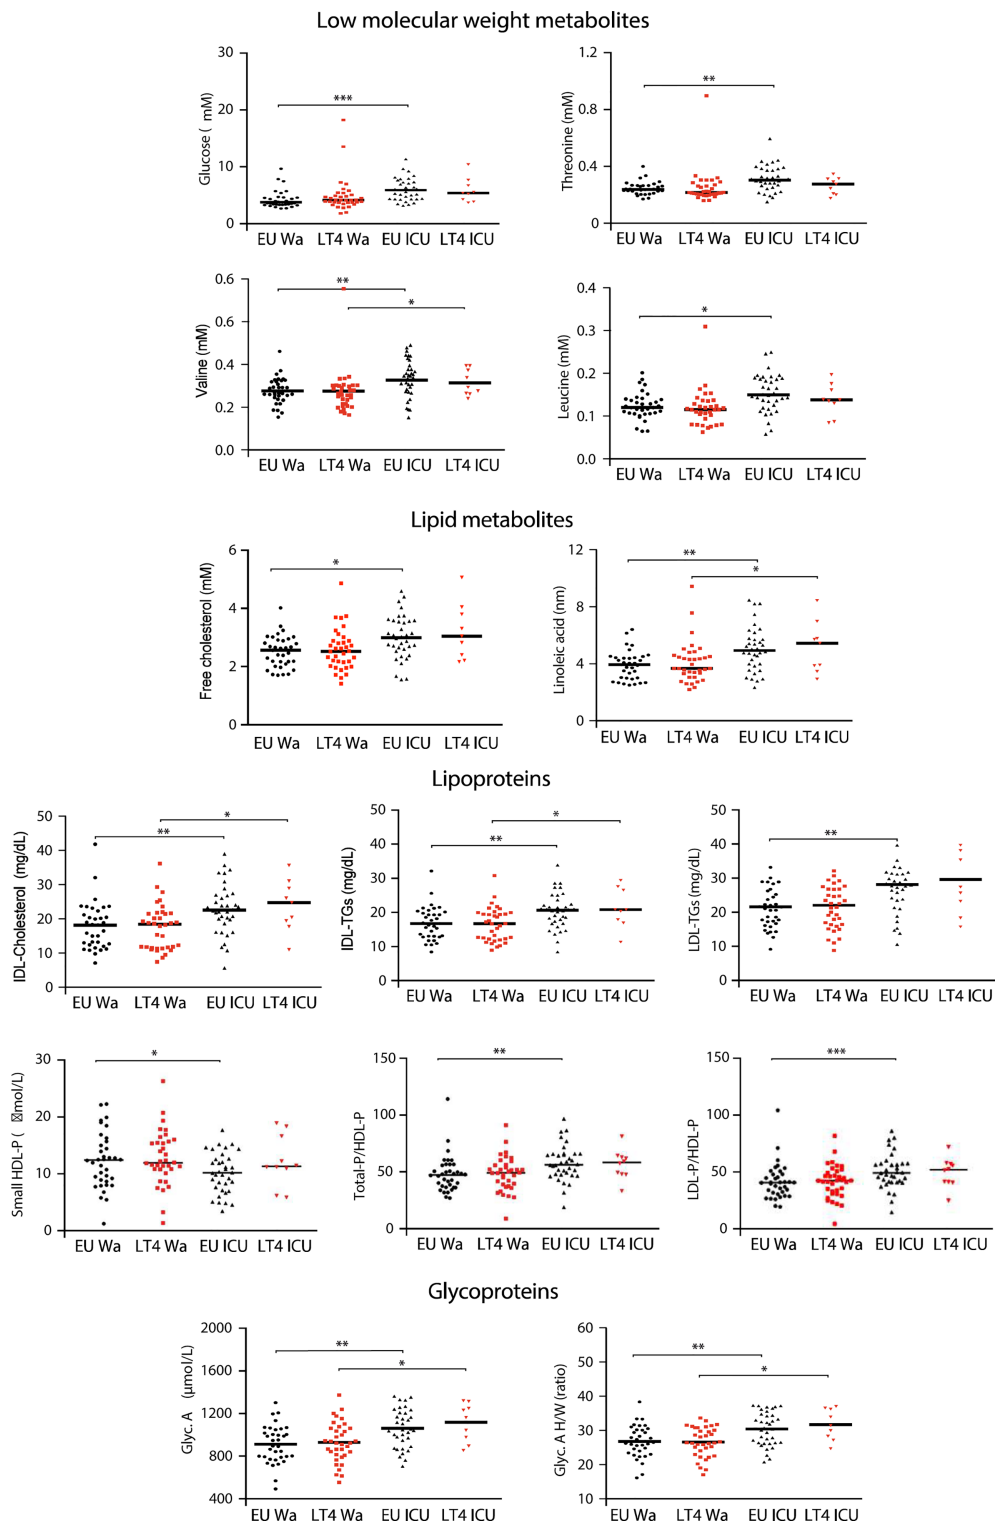 Low molecular weight metabolites
Glucose ( mM)
30
20
10
0
***
EU Wa LT4 Wa EU ICU LT4 ICU
Threonine (mM)
1.2
0.8
0.4
0
**
EU Wa LT4 Wa EU ICU LT4 ICU
Valine (mM)
0.6
0.4
0.2
0.0
**
*
EU Wa LT4 Wa EU ICU LT4 ICU
Leucine (mM)
0.4
0.3
0.2
0.1
0.0
*
EU Wa LT4 Wa EU ICU LT4 ICU
Lipid metabolites
Free cholesterol (mM)
6
4
2
0
*
EU Wa LT4 Wa EU ICU LT4 ICU
Linoleic acid (nm)
12
8
4
0
**
*
EU Wa LT4 Wa EU ICU LT4 ICU
Lipoproteins
IDL-Cholesterol (mg/dL)
50
40
30
20
10
0
**
*
EU Wa LT4 Wa EU ICU LT4 ICU
IDL-TGs (mg/dL)
50
40
30
20
10
0
**
*
EU Wa LT4 Wa EU ICU LT4 ICU
LDL-TGs (mg/dL)
50
40
30
20
10
0
**
EU Wa LT4 Wa EU ICU LT4 ICU
Small HDL-P ( mol/L)
30
20
10
0
*
EU Wa LT4 Wa EU ICU LT4 ICU
Total-P/HDL-P
150
100
50
0
**
EU Wa LT4 Wa EU ICU LT4 ICU
LDL-P/HDL-P
150
100
50
0
***
EU Wa LT4 Wa EU ICU LT4 ICU
Glycoproteins
Glyc. A (µmol/L)
2000
1600
1200
800
400
**
*
EU Wa LT4 Wa EU ICU LT4 ICU
Glyc. A H/W (ratio)
60
50
40
30
20
10
**
*
EU Wa LT4 Wa EU ICU LT4 ICU